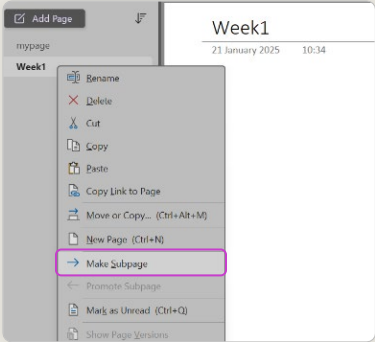 Add Page
mypage
Week1
Week1
21 January 2025 10:34
Rename
Delete
Cut
Copy
Paste
Copy Link to Page
Move or Copy... (Ctrl+Alt+M)
New Page (Ctrl+N)
Make Subpage
Promote Subpage
Mark as Unread (Ctrl+Q)
Show Page Versions